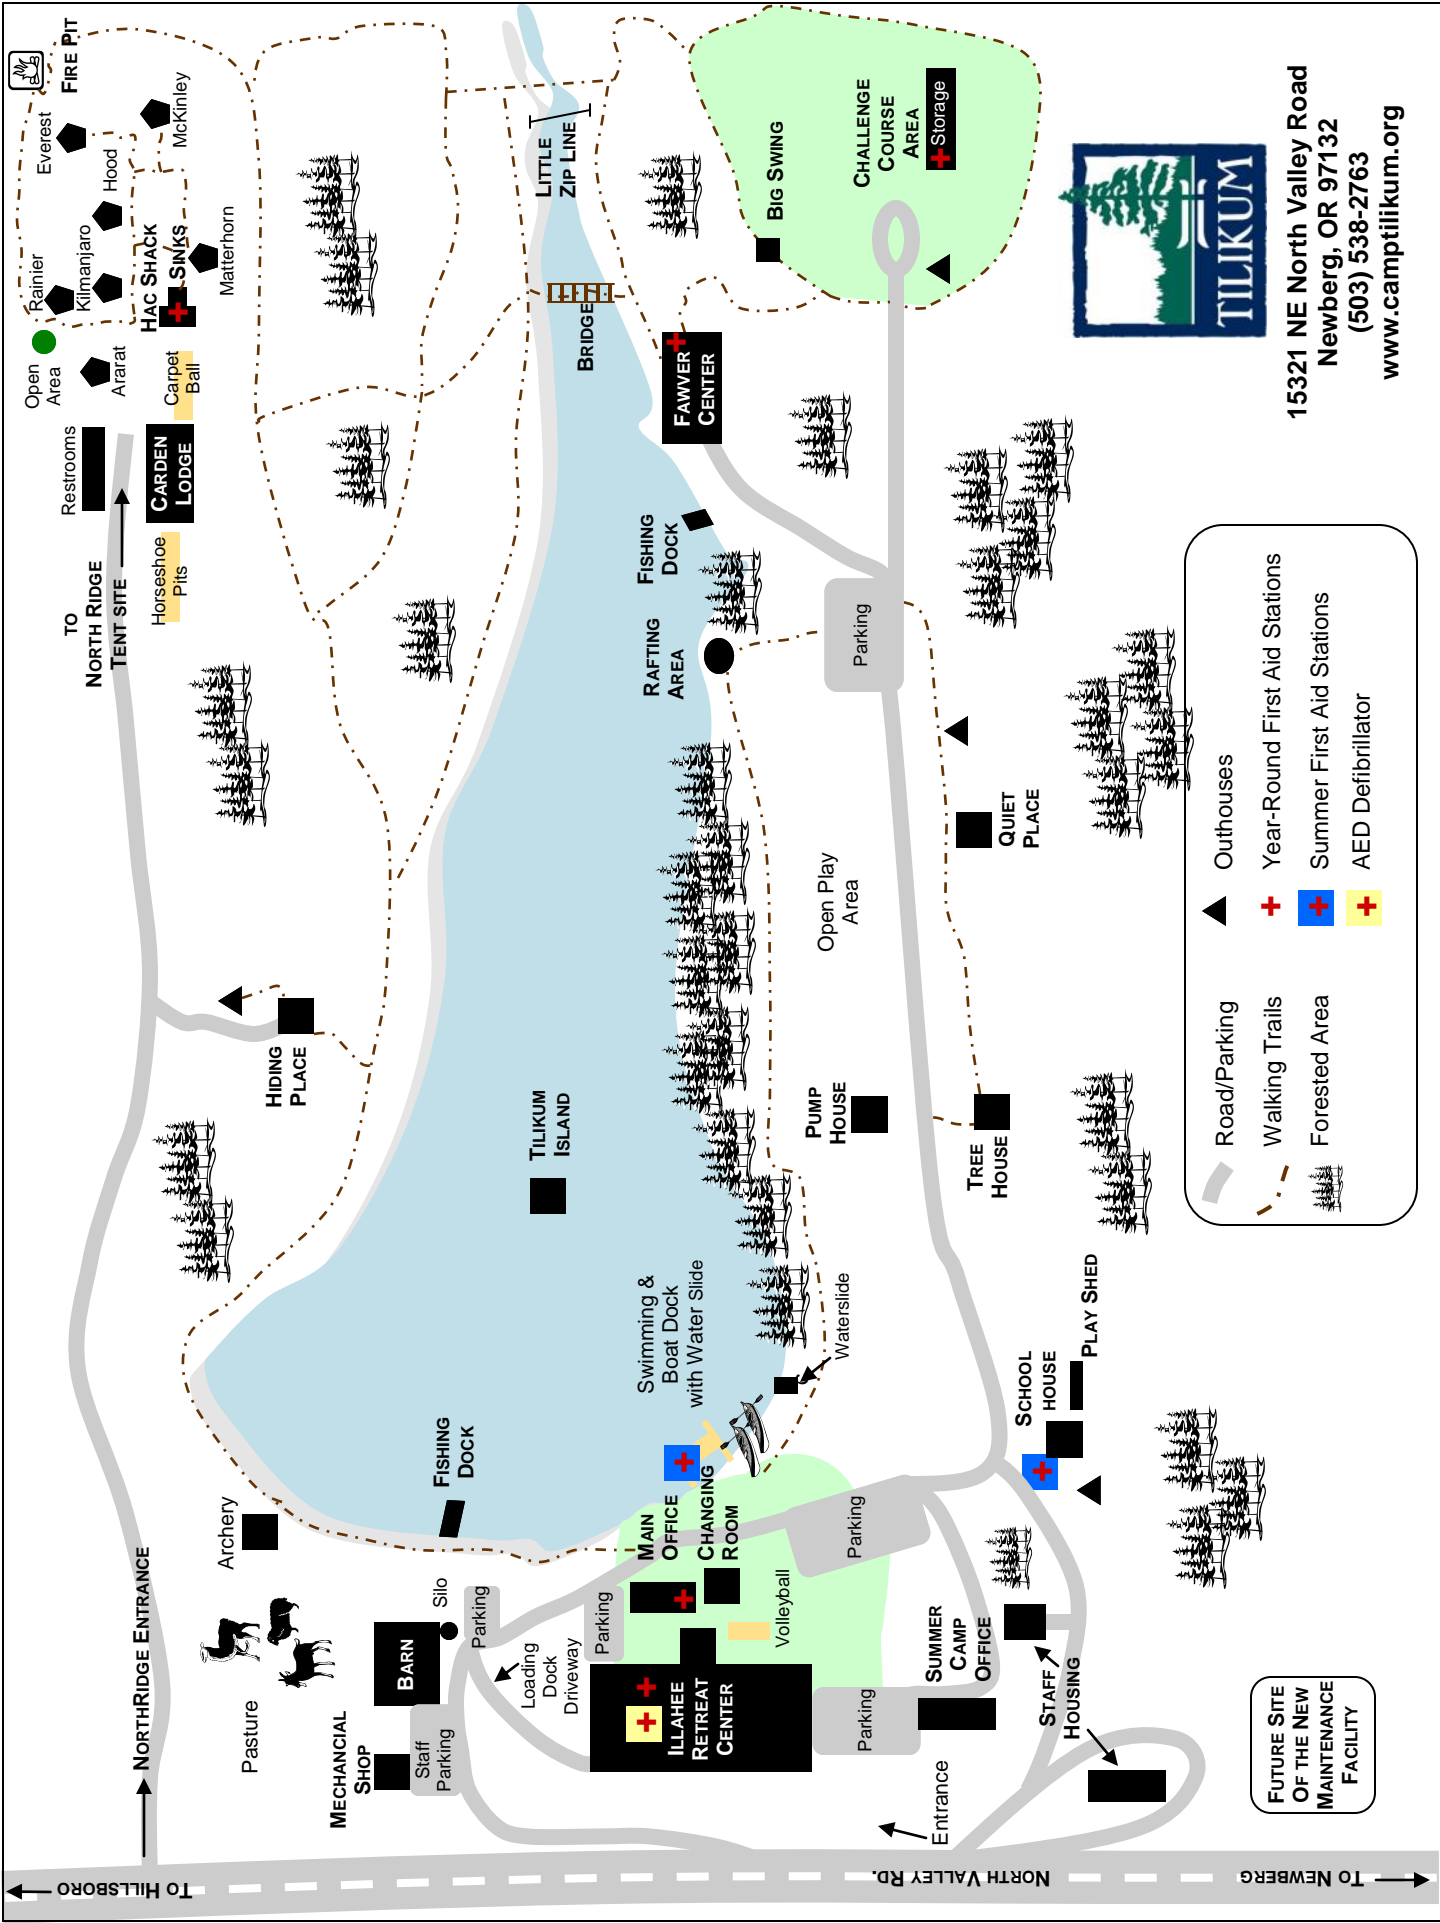 FIRE PIT
Everest
McKinley
Hood
Rainier
Kilimanjaro
HAC SHACK
SINKS
Matterhorn
Open
Area
Ararat
Carpet
Ball
Restrooms
CARDEN
LODGE
TO
NORTH RIDGE
TENT SITE
Horseshoe
Pits
LITTLE
ZIP LINE
BRIDGE
BIG SWING
CHALLENGE
COURSE
AREA
Storage
FAWVER
CENTER
FISHING
DOCK
RAFTING
AREA
Parking
QUIET
PLACE
Open Play
Area
HIDING
PLACE
TILIKUM
ISLAND
PUMP
HOUSE
TREE
HOUSE
Swimming &
Boat Dock
with Water Slide
Waterslide
SCHOOL
HOUSE
PLAY SHED
FISHING
DOCK
Archery
MAIN
OFFICE
CHANGING
ROOM
Parking
NORTHRIDGE ENTRANCE
Silo
Parking
Parking
Volleyball
BARN
Loading
Dock
Driveway
SUMMER
CAMP
OFFICE
Pasture
MECHANCIAL
SHOP
Staff
Parking
ILLAHEE
RETREAT
CENTER
Parking
STAFF
HOUSING
Entrance
TO HILLSBORO
NORTH VALLEY RD.
TO NEWBERG
FUTURE SITE
OF THE NEW
MAINTENANCE
FACILITY
Road/Parking
Walking Trails
Forested Area
Outhouses
Year-Round First Aid Stations
Summer First Aid Stations
AED Defibrillator
TILIKUM
15321 NE North Valley Road
Newberg, OR 97132
(503) 538-2763
www.camptilikum.org